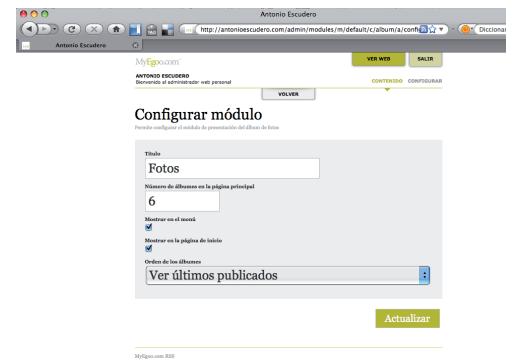 Antonio Escudero
http://antonioescudero.com/admin/modules/m/default/c/album/a/confi
Diccionar
Antonio Escudero
MyEgoo.com
VER WEB
SALIR
ANTONIO ESCUDERO
Bienvenido al administrador web personal
CONTENIDO CONFIGURAR
VOLVER
Configurar módulo
Permite configurar el módulo de presentación del álbum de fotos
Título
Fotos
Número de álbumes en la página principal
6
Mostrar en el menú
Mostrar en la página de inicio
Orden de los álbumes
Ver últimos publicados
Actualizar
MyEgoo.com RSS